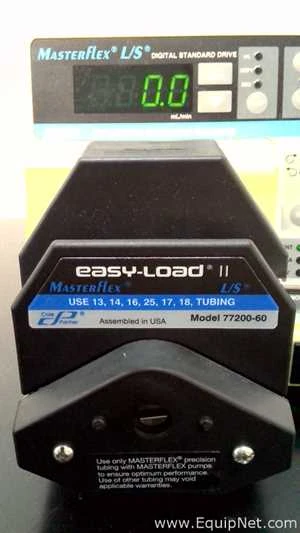 MASTERFLEX® L/S® DIGITAL STANDARD DRIVE
0.0
mL/min
easy-load® II
MASTERFLEX® L/S®
USE 13, 14, 16, 25, 17, 18, TUBING
Cole Parmer®
Assembled in USA Model 77200-60
Use only MASTERFLEX® precision
tubing with MASTERFLEX pumps
to ensure optimum performance.
Use of other tubing may void
applicable warranties.
www.EquipNet.com